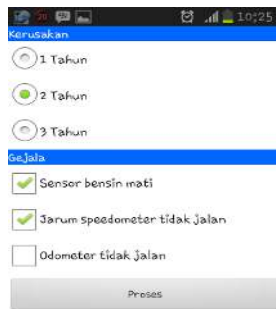 10:25
Kerusakan
1 Tahun
2 Tahun
3 Tahun
Gejala
Sensor bensin mati
Jarum speedometer tidak jalan
Odometer tidak jalan
Proses